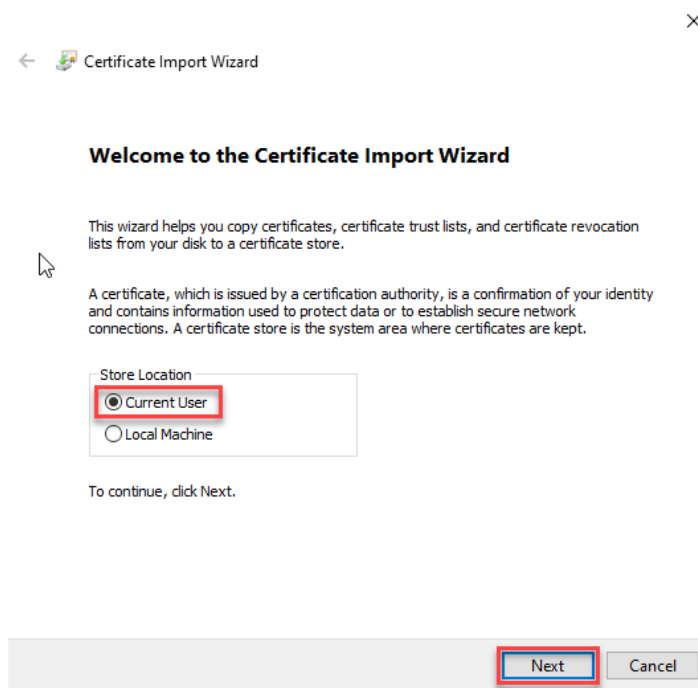 Certificate Import Wizard
Welcome to the Certificate Import Wizard
This wizard helps you copy certificates, certificate trust lists, and certificate revocation
lists from your disk to a certificate store.
A certificate, which is issued by a certification authority, is a confirmation of your identity
and contains information used to protect data or to establish secure network
connections. A certificate store is the system area where certificates are kept.
Store Location
Current User
Local Machine
To continue, click Next.
Next Cancel